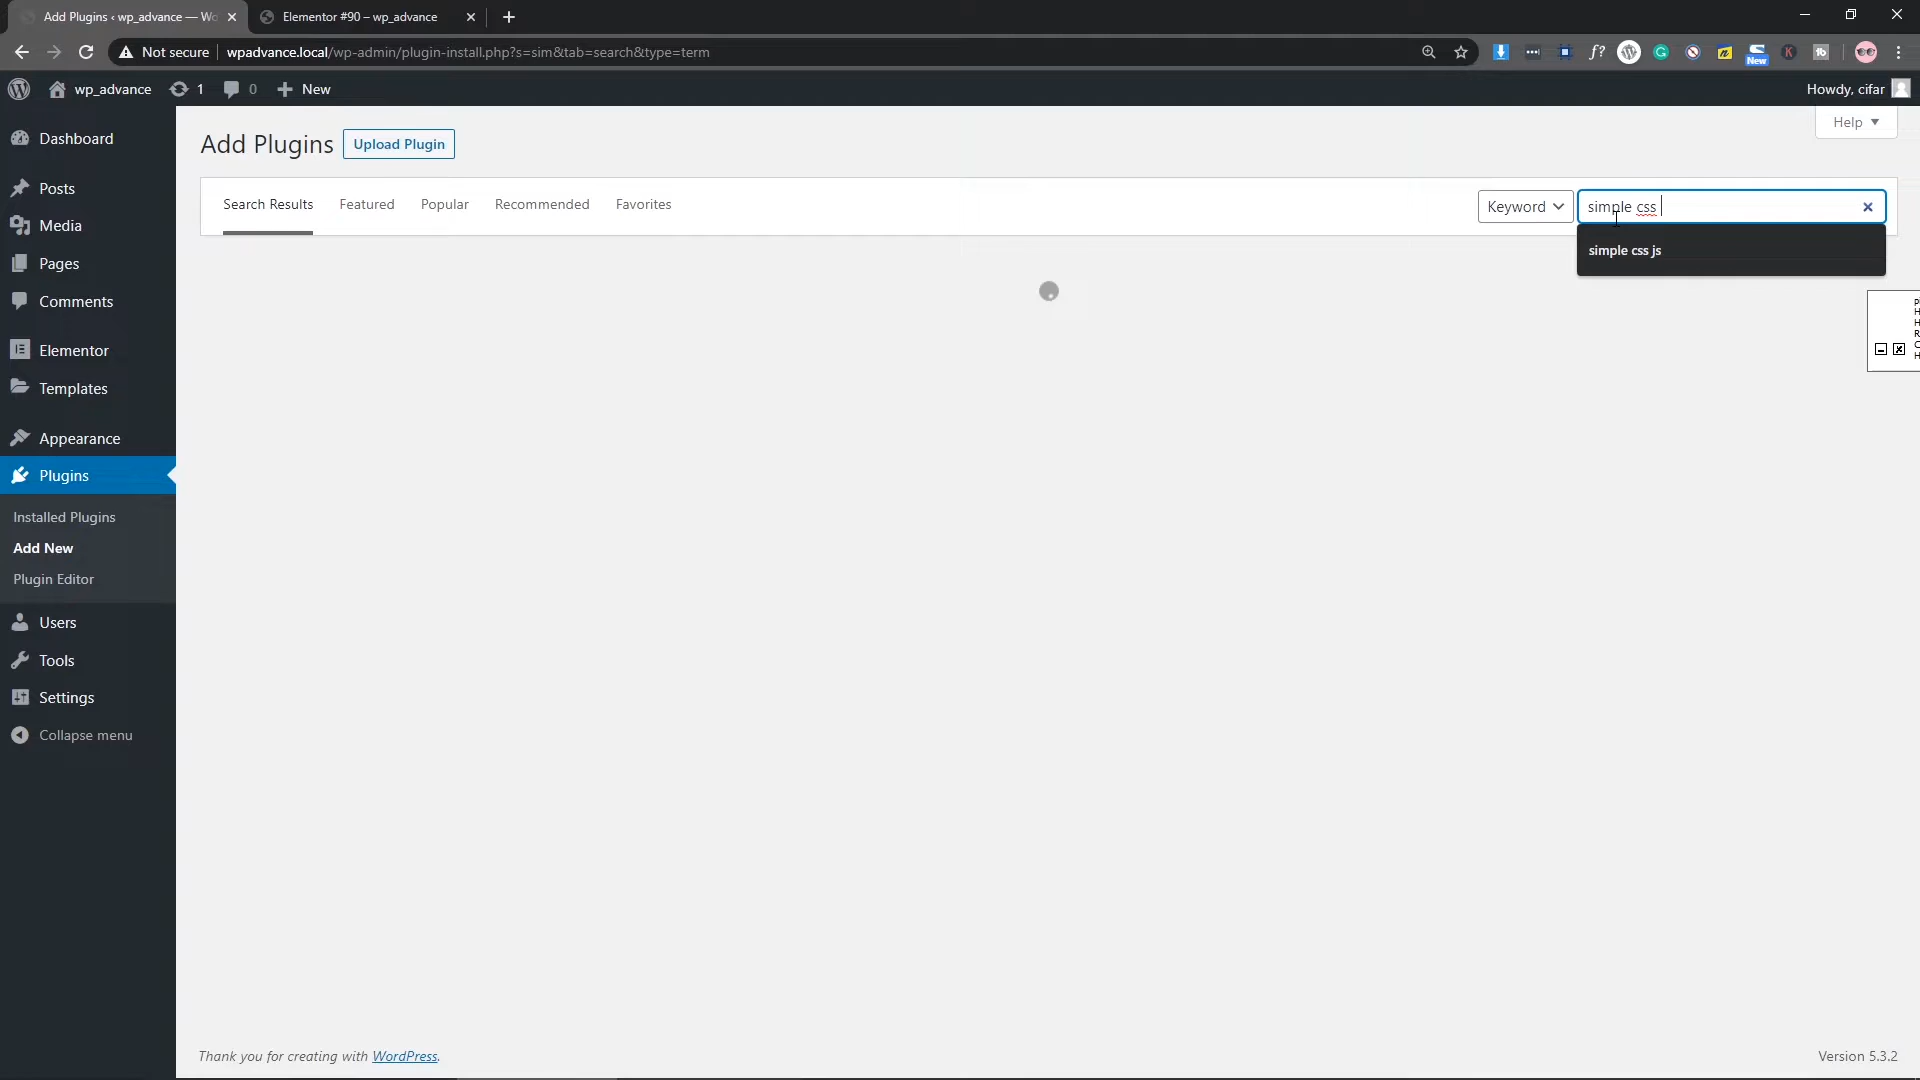 Add Plugins ‹ wp_advance — Wo
Elementor #90 – wp_advance
Not secure
wpadvance.local/wp-admin/plugin-install.php?s=sim&tab=search&type=term
New
wp_advance
1
0
New
Howdy, cifar
Dashboard
Posts
Media
Pages
Comments
Elementor
Templates
Appearance
Plugins
Installed Plugins
Add New
Plugin Editor
Users
Tools
Settings
Collapse menu
Add Plugins
Upload Plugin
Help
Search Results
Featured
Popular
Recommended
Favorites
Keyword
simple css
simple css js
Thank you for creating with WordPress.
Version 5.3.2